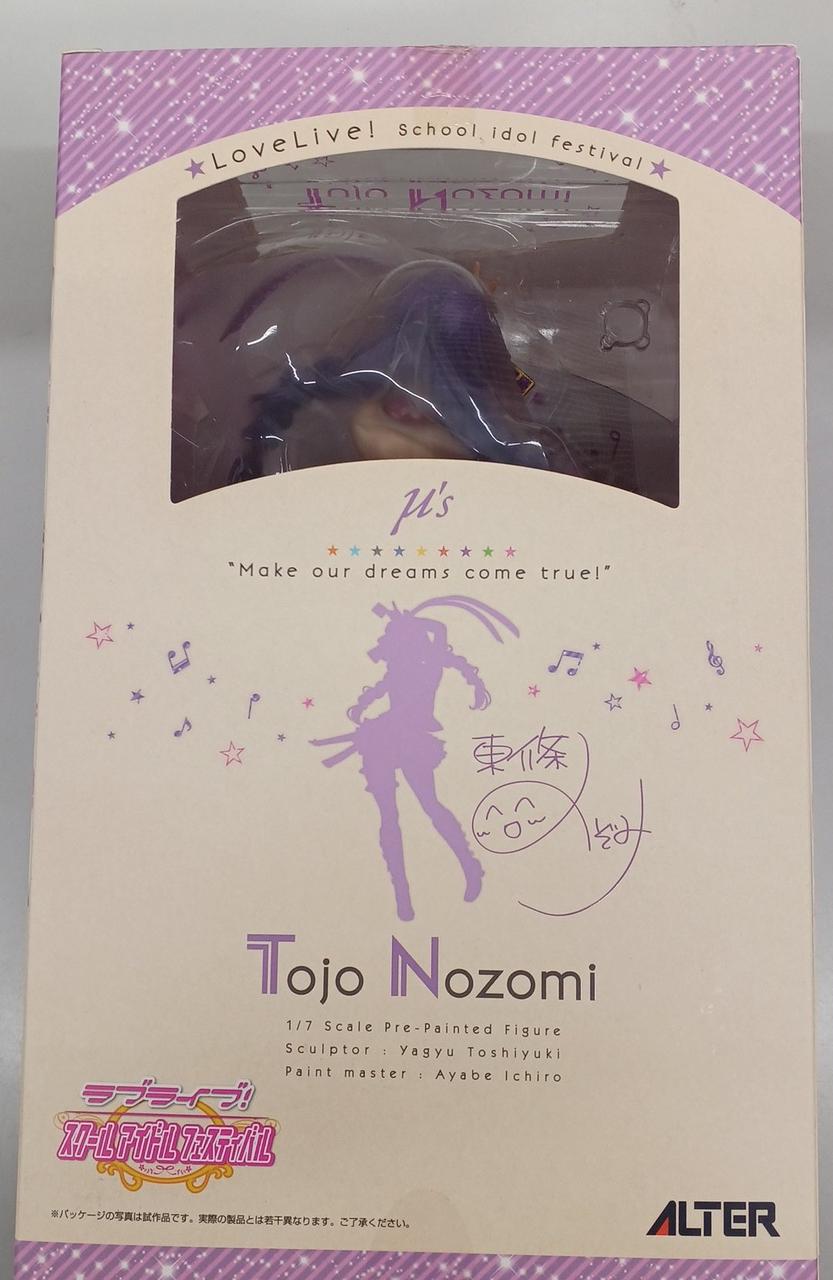 LoveLive! School idol festival
Tojo Nozomi
μ's
"Make our dreams come true!"
東條
のぞみ
Tojo Nozomi
1/7 Scale Pre-Painted Figure
Sculptor : Yagyu Toshiyuki
Paint master : Ayabe Ichiro
ラブライブ!
スクールアイドルフェスティバル
※パッケージの写真は試作品です。実際の製品とは若干異なります。ご了承ください。
ALTER